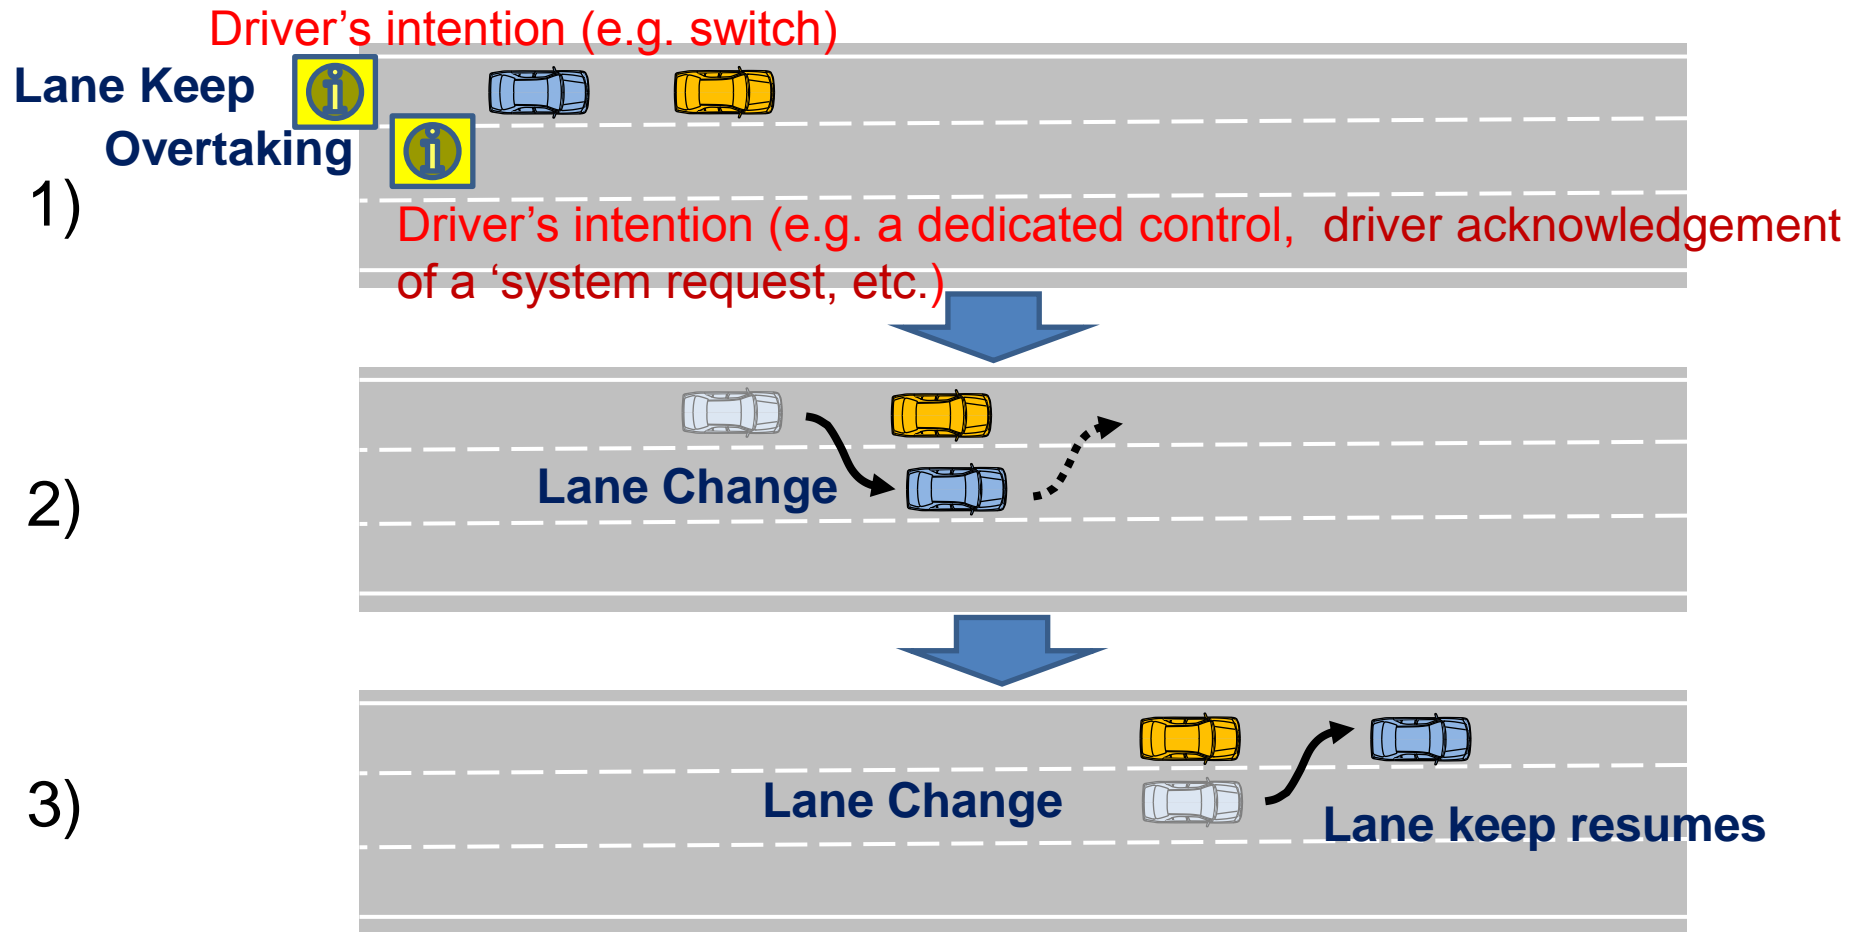 Driver’s intention (e.g. switch)
Lane Keep
Overtaking
1)
Driver’s intention (e.g. a dedicated control, driver acknowledgement
of a ‘system request, etc.)
2)
Lane Change
3)
Lane Change
Lane keep resumes